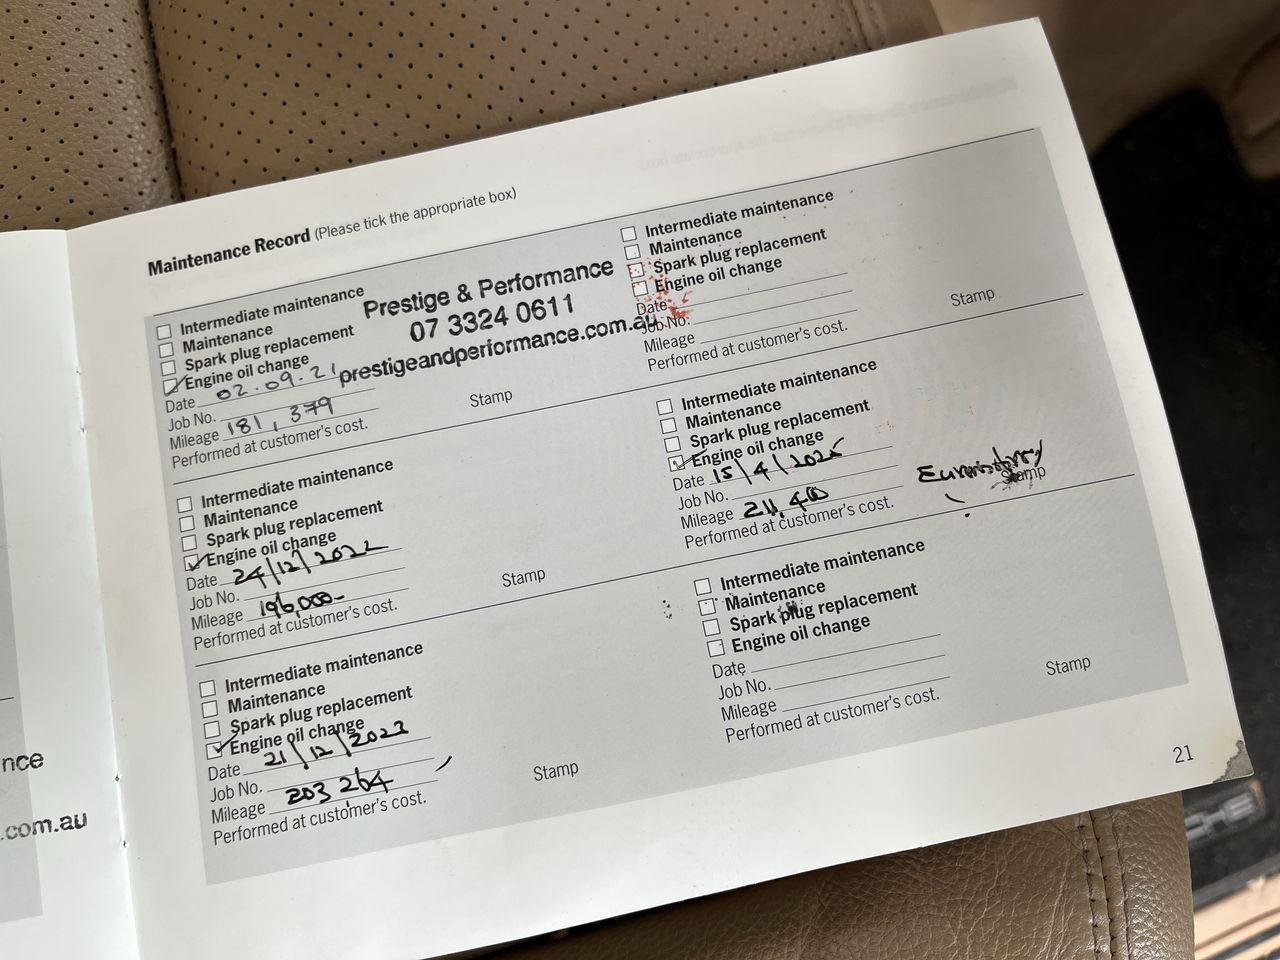 Maintenance Record (Please tick the appropriate box)
Intermediate maintenance
Maintenance
Spark plug replacement
Engine oil change
Date 02.09.21
Job No.
Mileage 181,379
Performed at customer's cost.
Prestige & Performance
07 3324 0611
prestigeandperformance.com.au
Stamp
Intermediate maintenance
Maintenance
Spark plug replacement
Engine oil change
Date 24/12/2022
Job No.
Mileage 196,000-
Performed at customer's cost.
Stamp
Intermediate maintenance
Maintenance
Spark plug replacement
Engine oil change
Date 21/12/2023
Job No.
Mileage 203 264
Performed at customer's cost.
Stamp
Intermediate maintenance
Maintenance
Spark plug replacement
Engine oil change
Date
Job No.
Mileage
Performed at customer's cost.
Stamp
Intermediate maintenance
Maintenance
Spark plug replacement
Engine oil change
Date 15/4/2025
Job No.
Mileage
Performed at customer's cost.
Stamp
Intermediate maintenance
Maintenance
Spark plug replacement
Engine oil change
Date
Job No.
Mileage
Performed at customer's cost.
Stamp
21
nce
.com.au